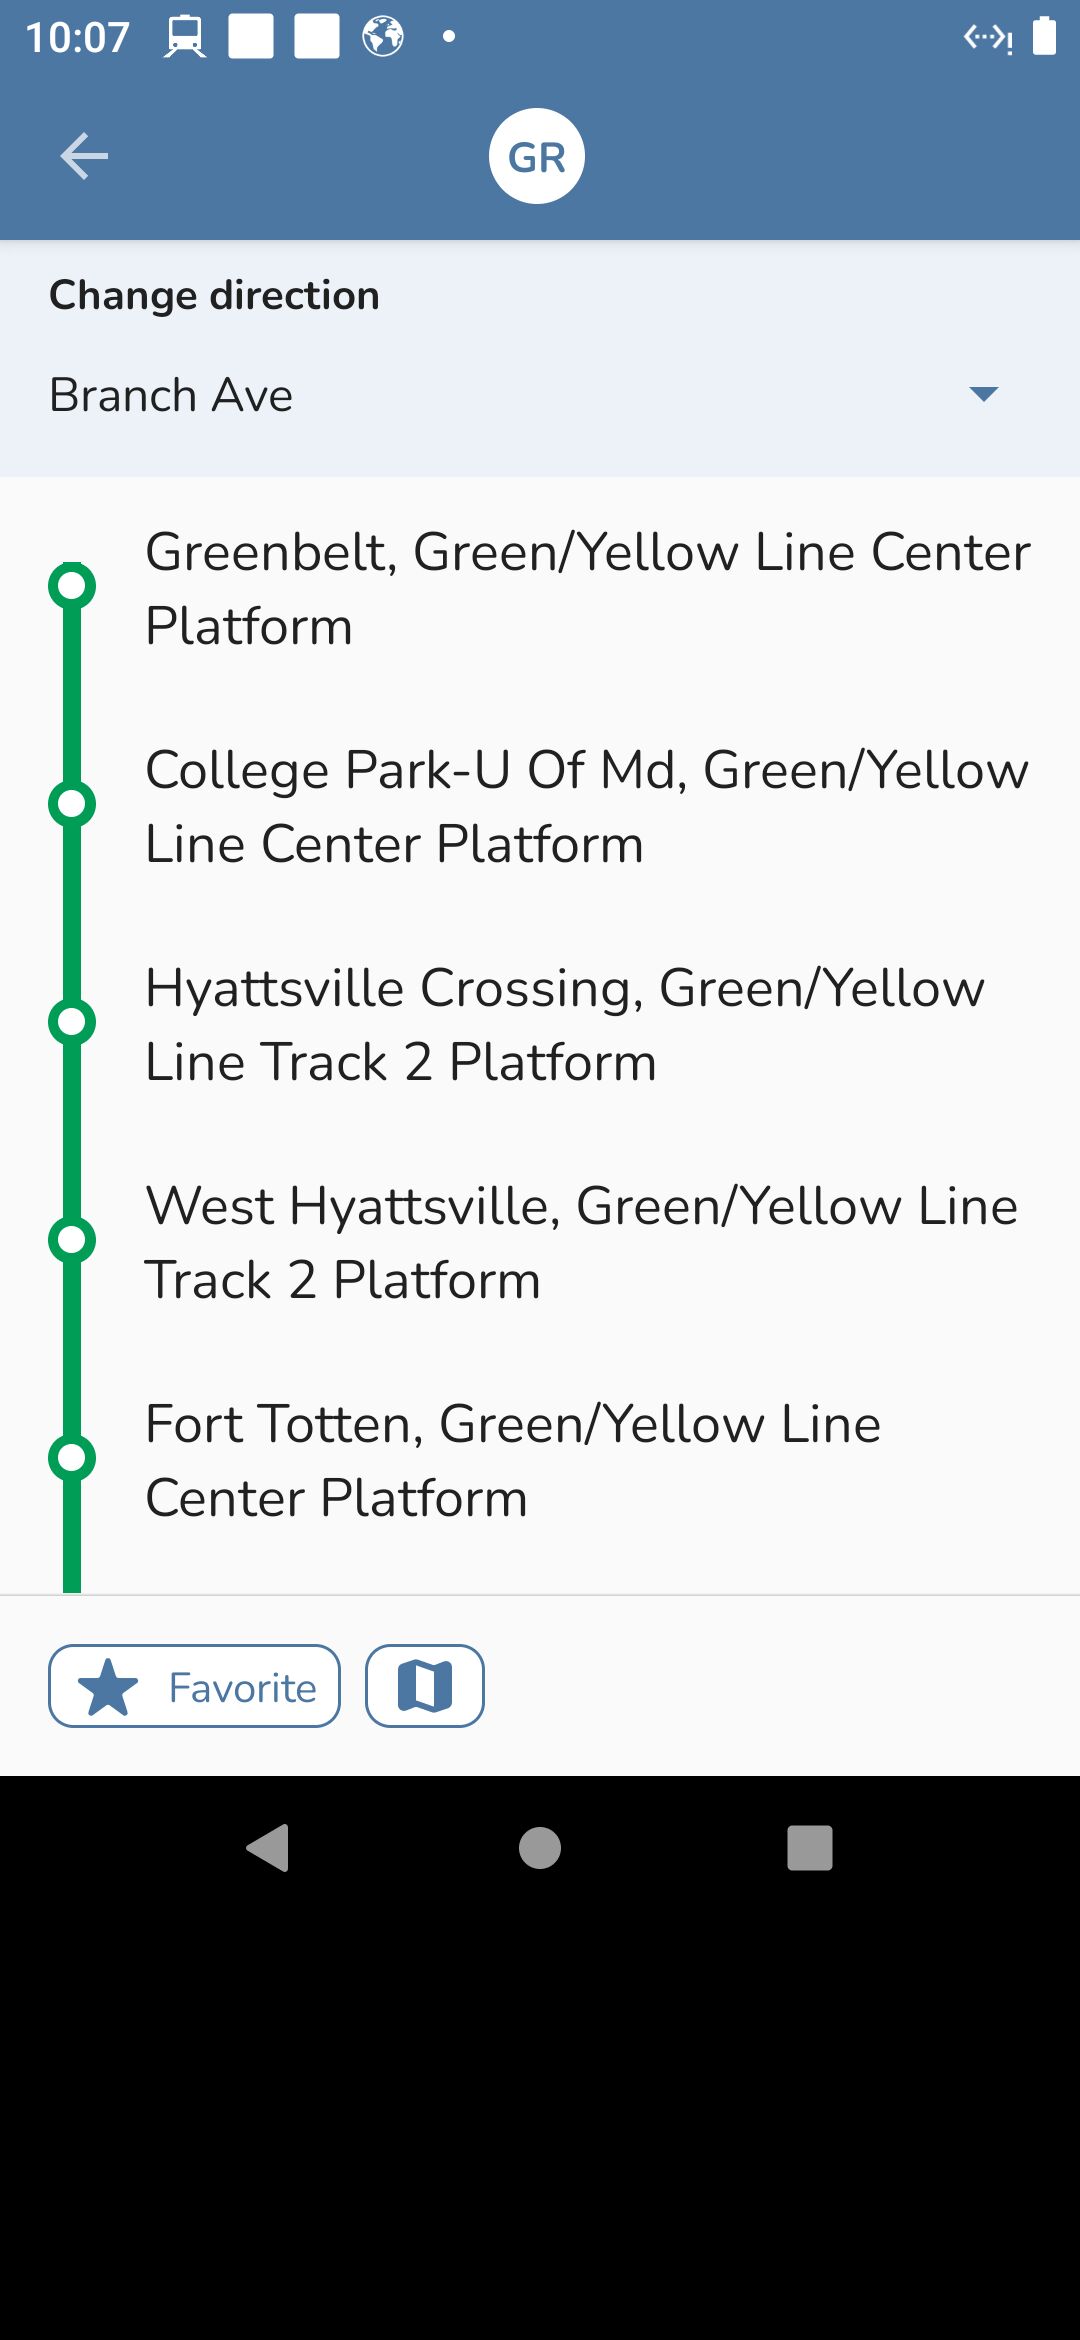 10:07
GR
Change direction
Branch Ave
Greenbelt, Green/Yellow Line Center
Platform
College Park-U Of Md, Green/Yellow
Line Center Platform
Hyattsville Crossing, Green/Yellow
Line Track 2 Platform
West Hyattsville, Green/Yellow Line
Track 2 Platform
Fort Totten, Green/Yellow Line
Center Platform
Favorite